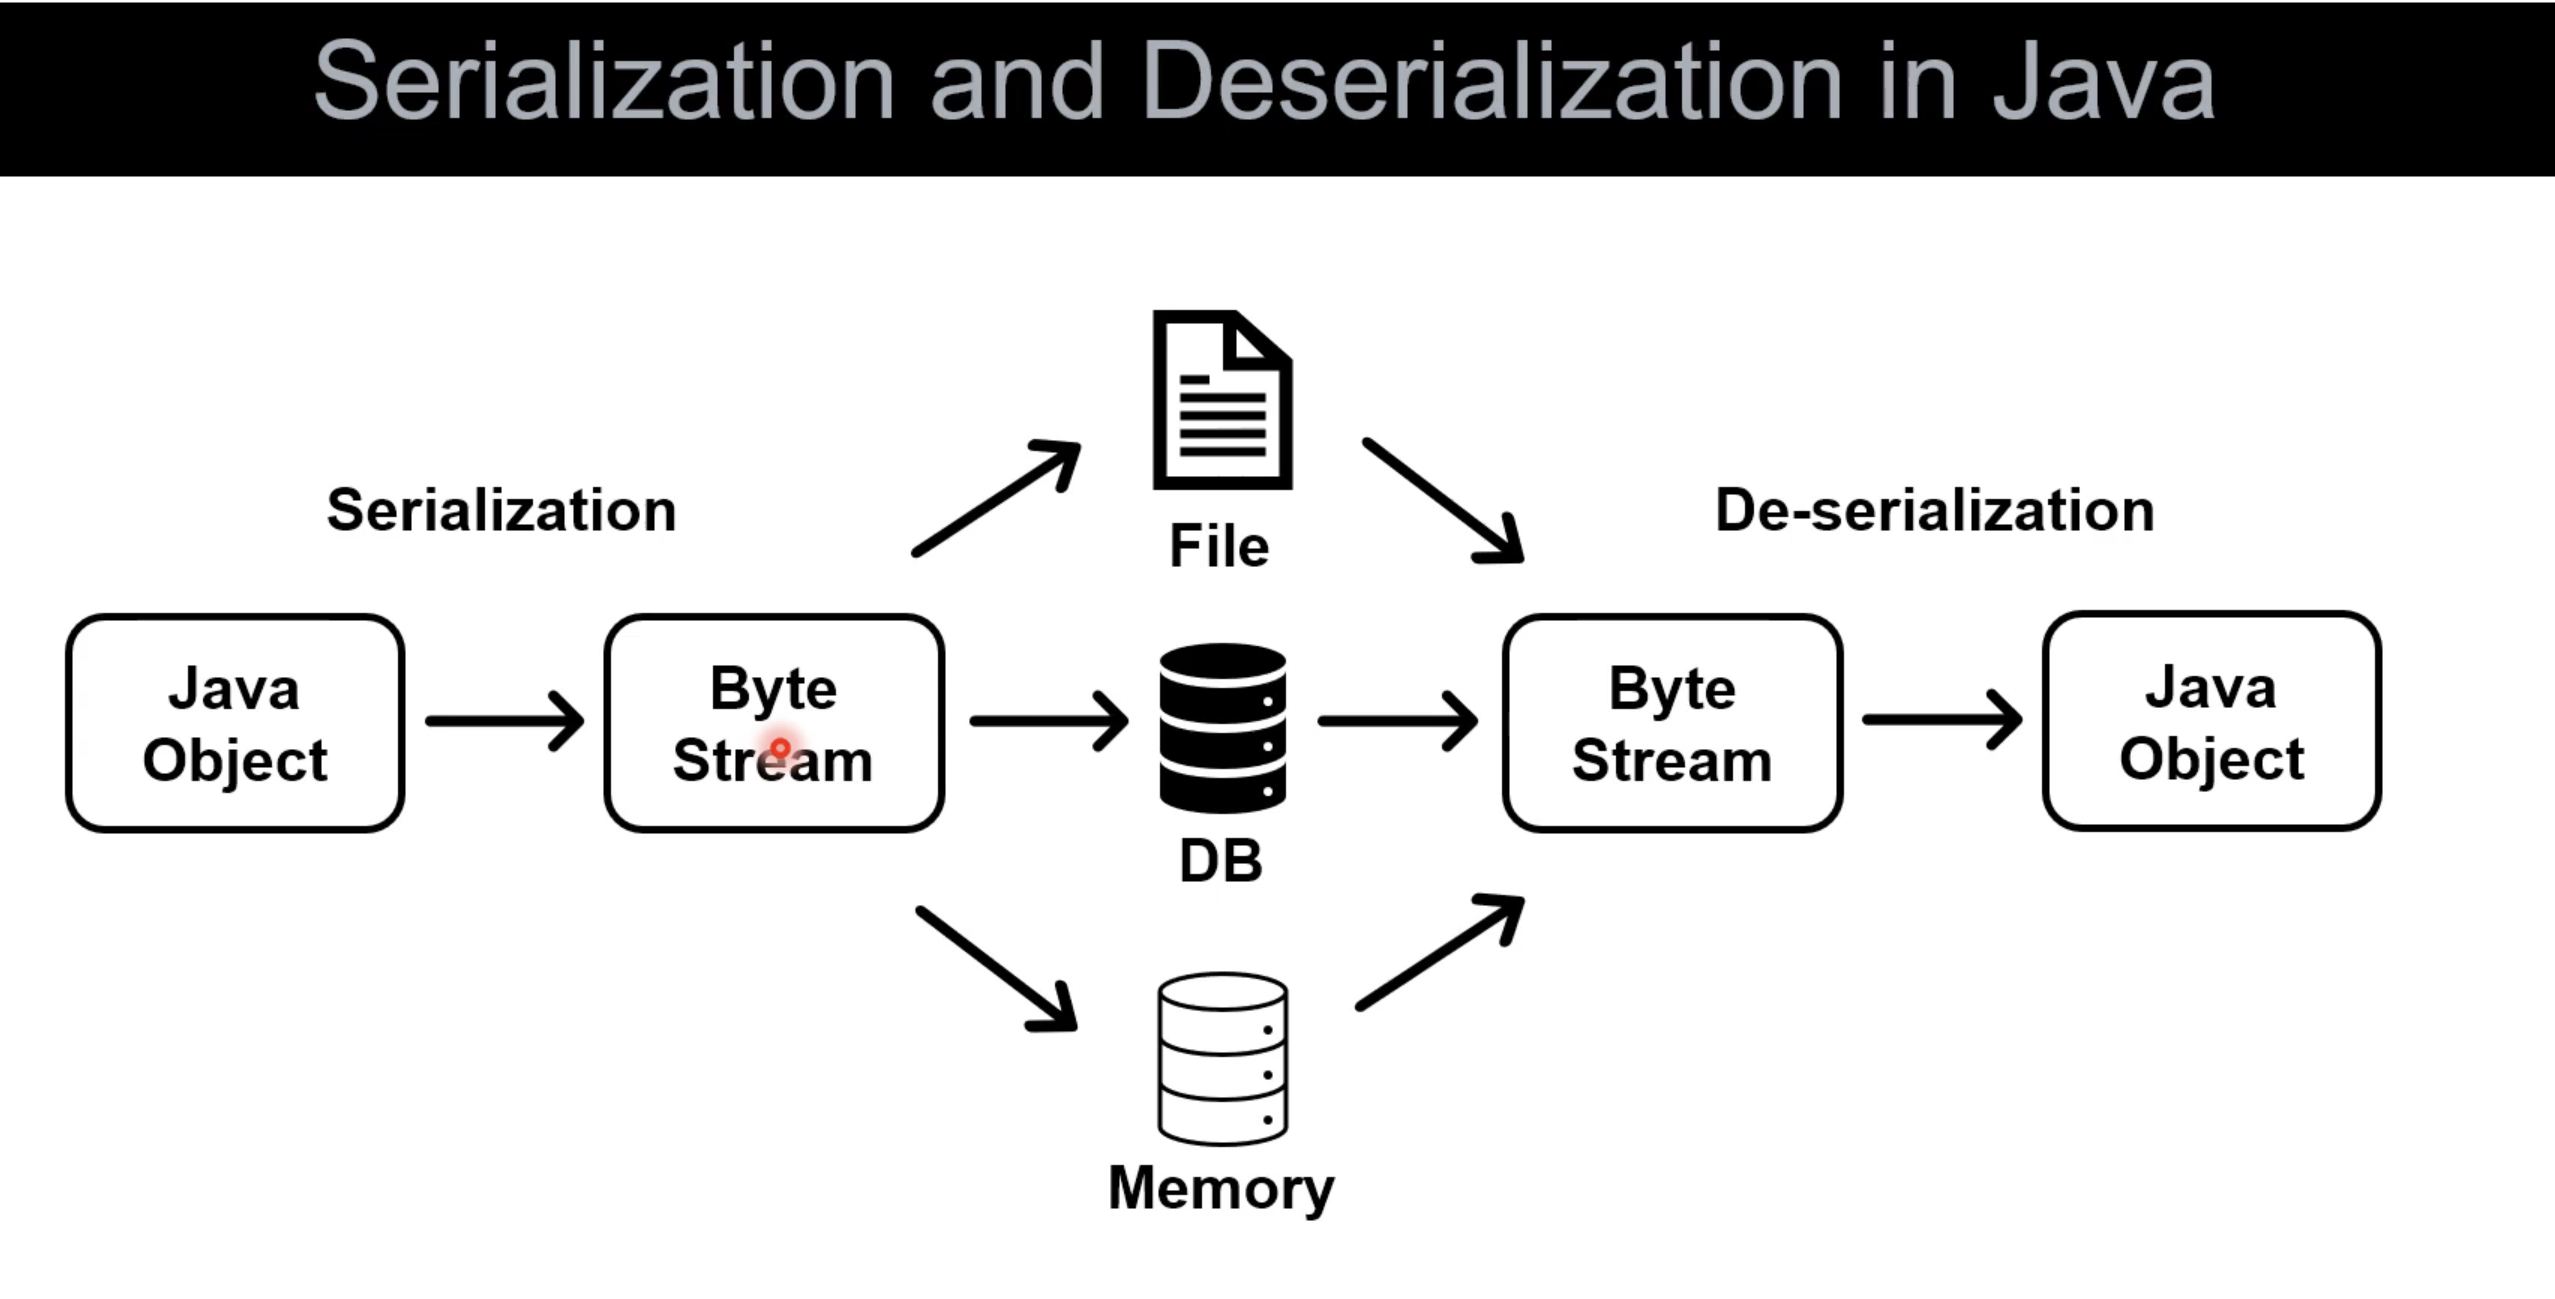 Serialization and Deserialization in Java
Serialization
File
De-serialization
Java
Object
Byte
Stream
DB
Byte
Stream
Java
Object
Memory